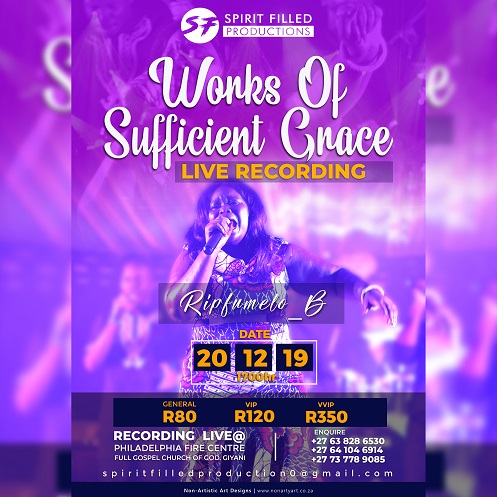 SF SPIRIT FILLED
PRODUCTIONS
Works Of
Sufficient Grace
LIVE RECORDING
Ripfumelo_B
DATE
20 12 19
1700hr
GENERAL VIP VVIP
R80 R120 R350
RECORDING LIVE@
PHILADELPHIA FIRE CENTRE
FULL GOSPEL CHURCH OF GOD, GIYANI
ENQUIRE
+27 63 828 6530
+27 64 104 6914
+27 73 778 9085
spiritfilledproduction0@gmail.com
Non-Artistic Art Designs | www.nonartyart.co.za